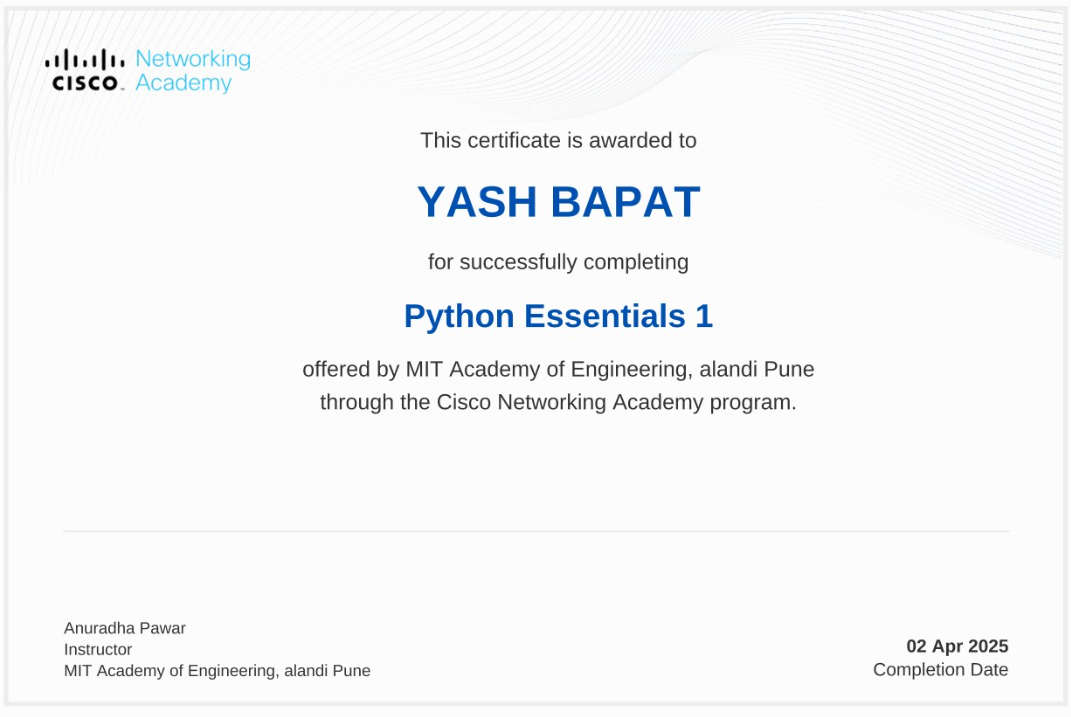 Networking
CISCO Academy
This certificate is awarded to
YASH BAPAT
for successfully completing
Python Essentials 1
offered by MIT Academy of Engineering, alandi Pune
through the Cisco Networking Academy program.
Anuradha Pawar
Instructor
MIT Academy of Engineering, alandi Pune
02 Apr 2025
Completion Date